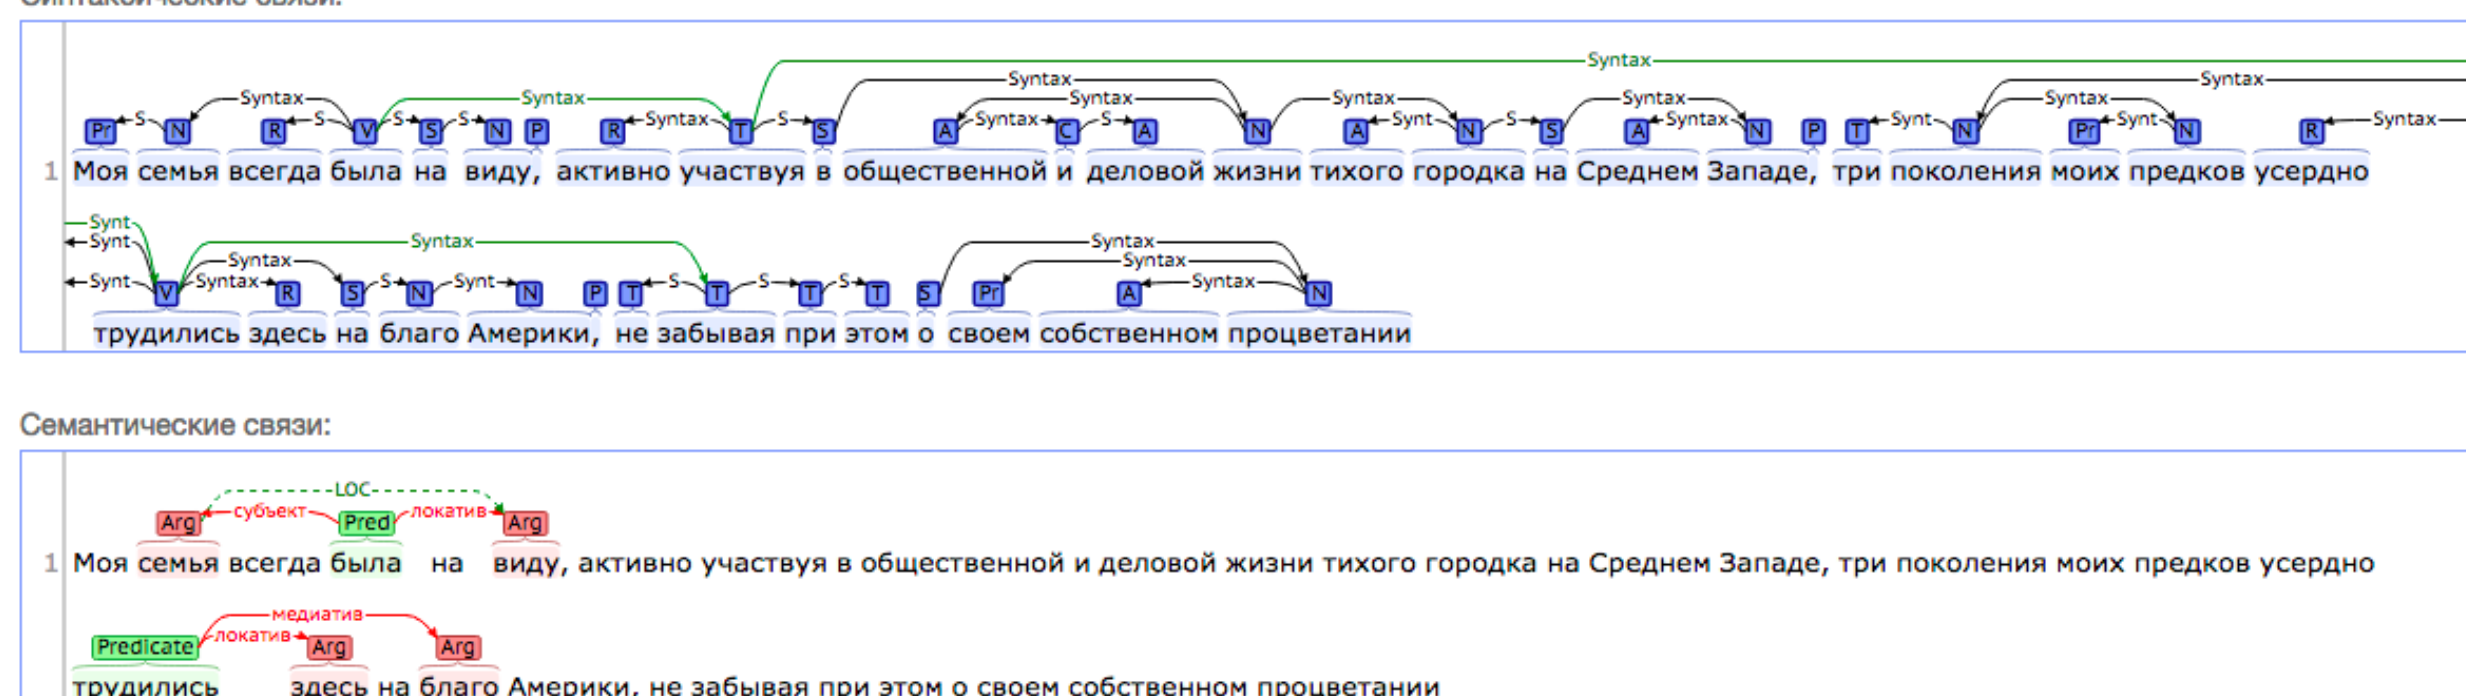 Синтаксические связи:
Syntax
Syntax Syntax
Syntax Syntax Syntax Syntax Syntax Syntax
Pr S N R S V S S S N P R Syntax T S S A Syntax C S A N A Synt N S S A Syntax N P T Synt N Pr Synt N R Syntax
1 Моя семья всегда была на виду, активно участвуя в общественной и деловой жизни тихого городка на Среднем Западе, три поколения моих предков усердно
Synt
Synt Syntax Syntax
Syntax Syntax
Synt V Syntax R S S N Synt N P T S T S T S T S Pr A Syntax N
трудились здесь на благо Америки, не забывая при этом о своем собственном процветании
Семантические связи:
LOC
Arg субъект Pred локатив Arg
1 Моя семья всегда была на виду, активно участвуя в общественной и деловой жизни тихого городка на Среднем Западе, три поколения моих предков усердно
медиатив
Predicate локатив Arg Arg
трудились здесь на благо Америки, не забывая при этом о своем собственном процветании